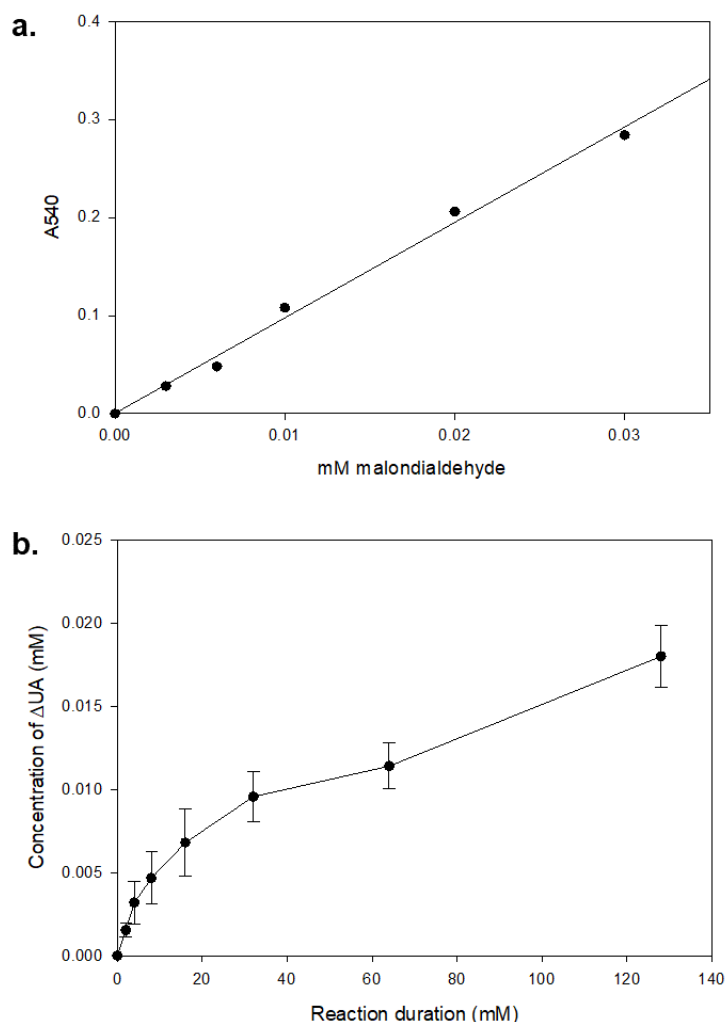 a.
0.4
0.3
0.2
0.1
0.0
A540
0.00 0.01 0.02 0.03
mM malondialdehyde
b.
0.025
0.020
0.015
0.010
0.005
0.000
Concentration of ΔUA (mM)
0 20 40 60 80 100 120 140
Reaction duration (mM)